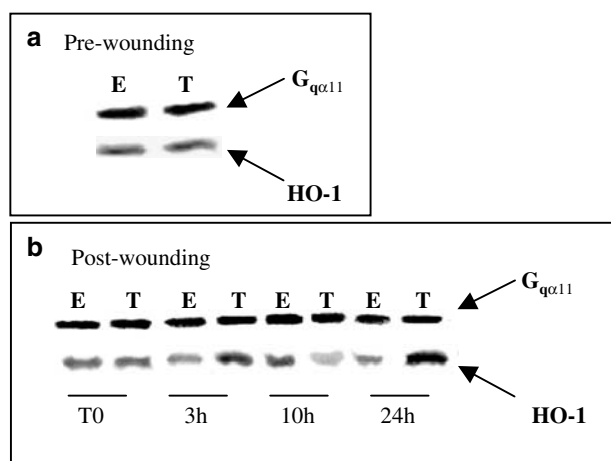 a Pre-wounding
E T
Gqα11
HO-1
b Post-wounding
Gqα11
E T E T E T E T
T0 3h 10h 24h
HO-1